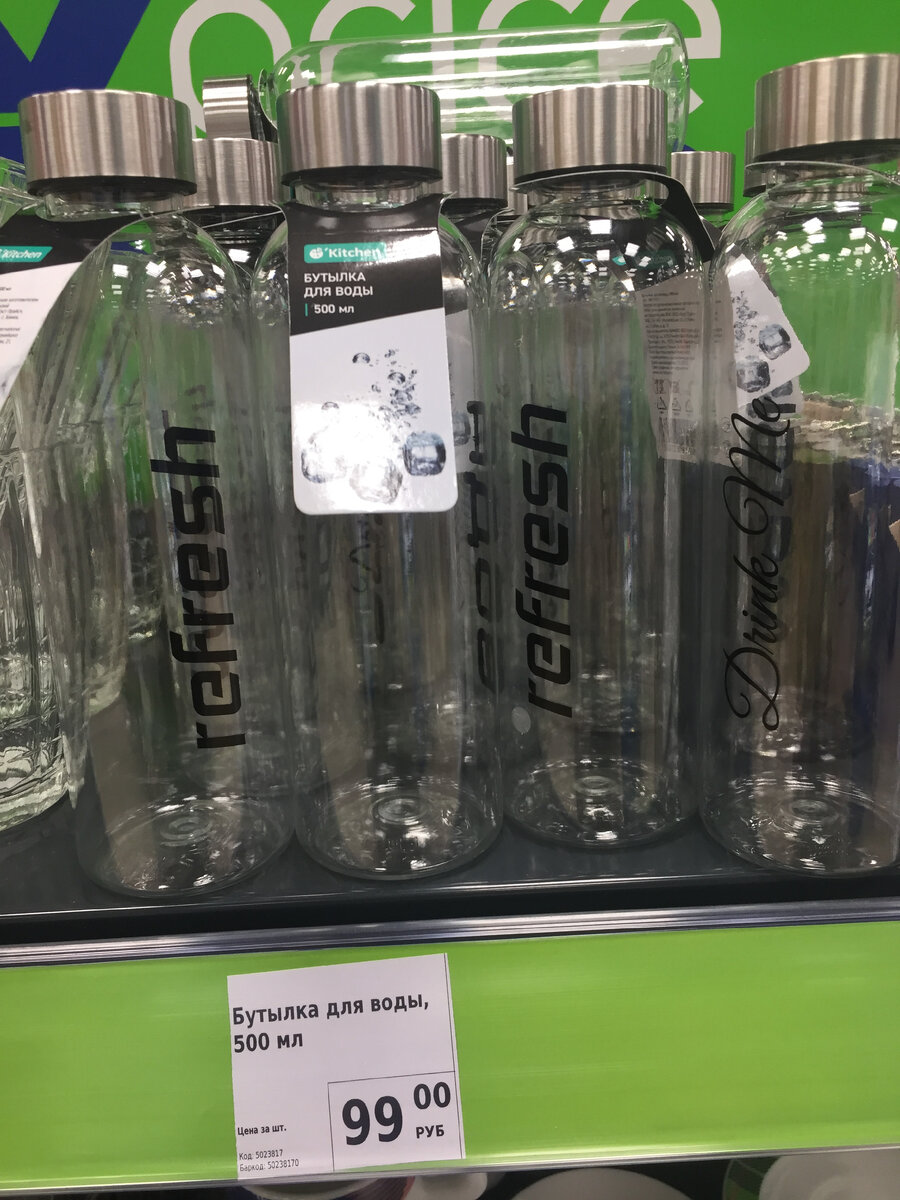 Kitchen
Kitchen
БУТЫЛКА
ДЛЯ ВОДЫ
500 мл
refresh
refresh
Drink Me
Бутылка для воды,
500 мл
99 00
РУБ
Цена за шт.
Код: 5023817
Баркод: 50238170